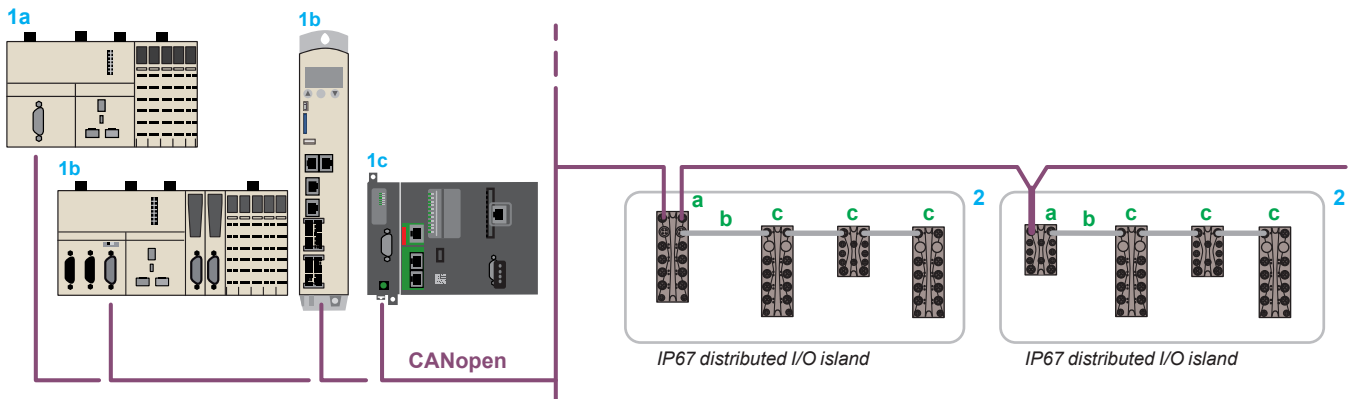 1a
1b
1b
1c
CANopen
2
a
b
c
c
c
IP67 distributed I/O island
2
a
b
c
c
c
IP67 distributed I/O island